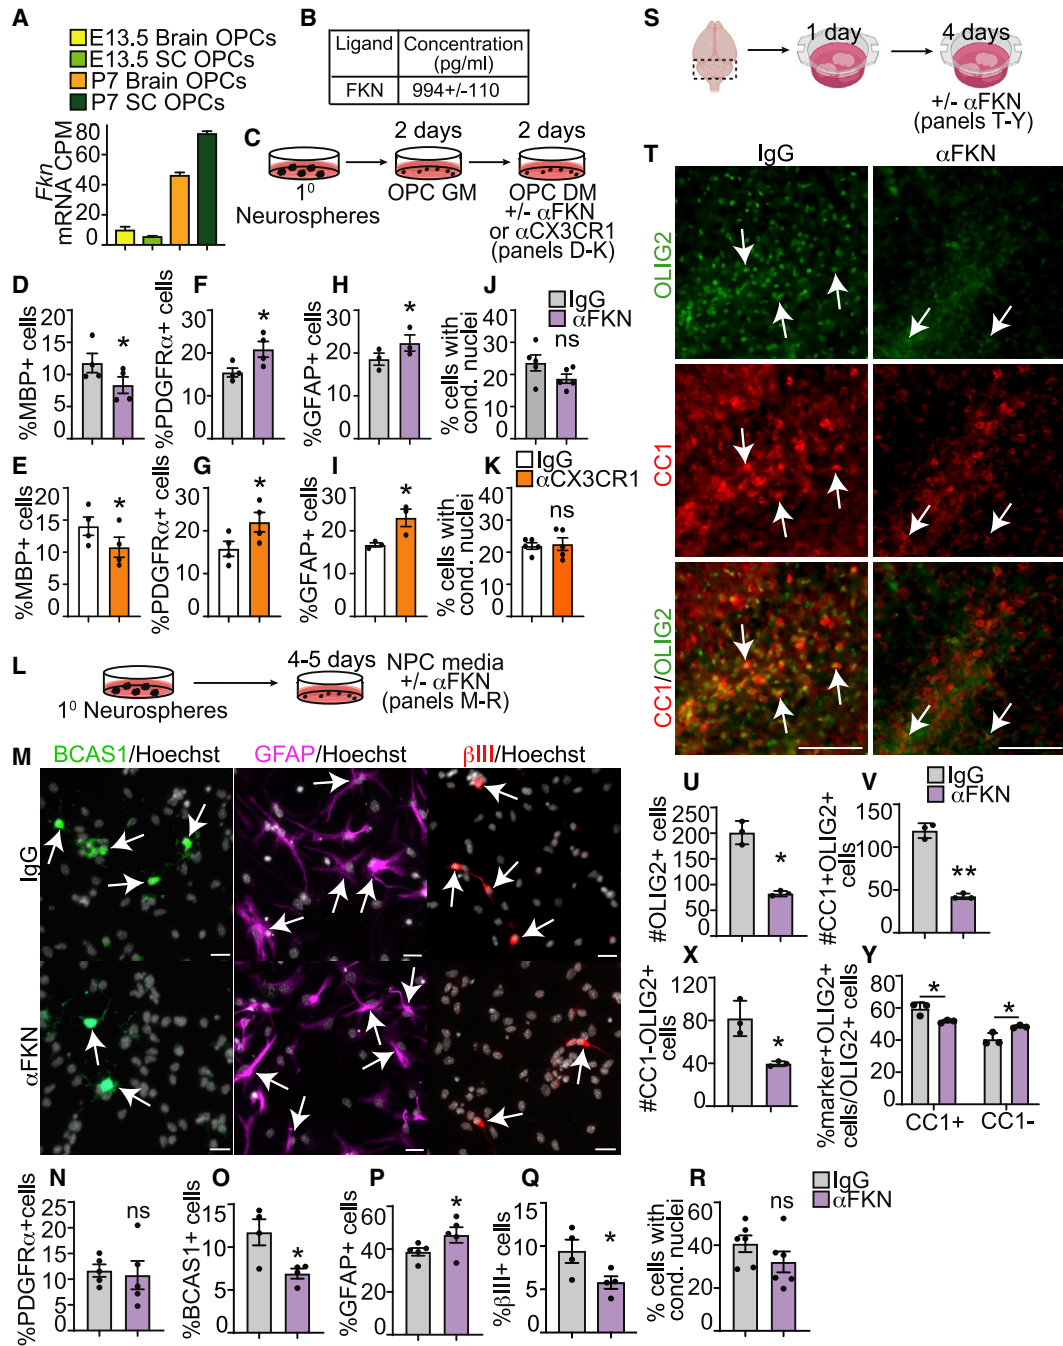 A
E13.5 Brain OPCs
E13.5 SC OPCs
P7 Brain OPCs
P7 SC OPCs
Fkn
mRNA CPM
80
60
40
20
0
B
Ligand
Concentration
(pg/ml)
FKN
994+/-110
C
2 days
2 days
1⁰
Neurospheres
OPC GM
OPC DM
+/- αFKN
or αCX3CR1
(panels D-K)
D
%MBP+ cells
20
15
10
5
0
*
F
%PDGFRα+ cells
30
20
10
0
*
H
%GFAP+ cells
30
20
10
0
*
J
IgG
αFKN
% cells with
cond. nuclei
40
30
20
10
0
ns
E
%MBP+ cells
20
15
10
5
0
*
G
%PDGFRα+ cells
30
20
10
0
*
I
%GFAP+ cells
30
20
10
0
*
K
IgG
αCX3CR1
% cells with
cond. nuclei
40
30
20
10
0
ns
L
1⁰ Neurospheres
4-5 days
NPC media
+/- αFKN
(panels M-R)
M
BCAS1/Hoechst
GFAP/Hoechst
βIII/Hoechst
IgG
αFKN
N
%PDGFRα+cells
25
20
15
10
5
0
ns
O
%BCAS1+ cells
15
10
5
0
*
P
%GFAP+ cells
60
40
20
0
*
Q
%βIII+ cells
15
10
5
0
*
R
IgG
αFKN
% cells with
cond. nuclei
60
40
20
0
ns
S
1 day
4 days
+/- αFKN
(panels T-Y)
T
IgG
αFKN
OLIG2
CC1
CC1/OLIG2
U
#OLIG2+ cells
250
200
150
100
50
0
*
V
IgG
αFKN
#CC1+OLIG2+
cells
150
100
50
0
**
X
#CC1-OLIG2+
cells
120
80
40
0
*
Y
%marker+OLIG2+
cells/OLIG2+ cells
80
60
40
20
0
*
*
CC1+
CC1-